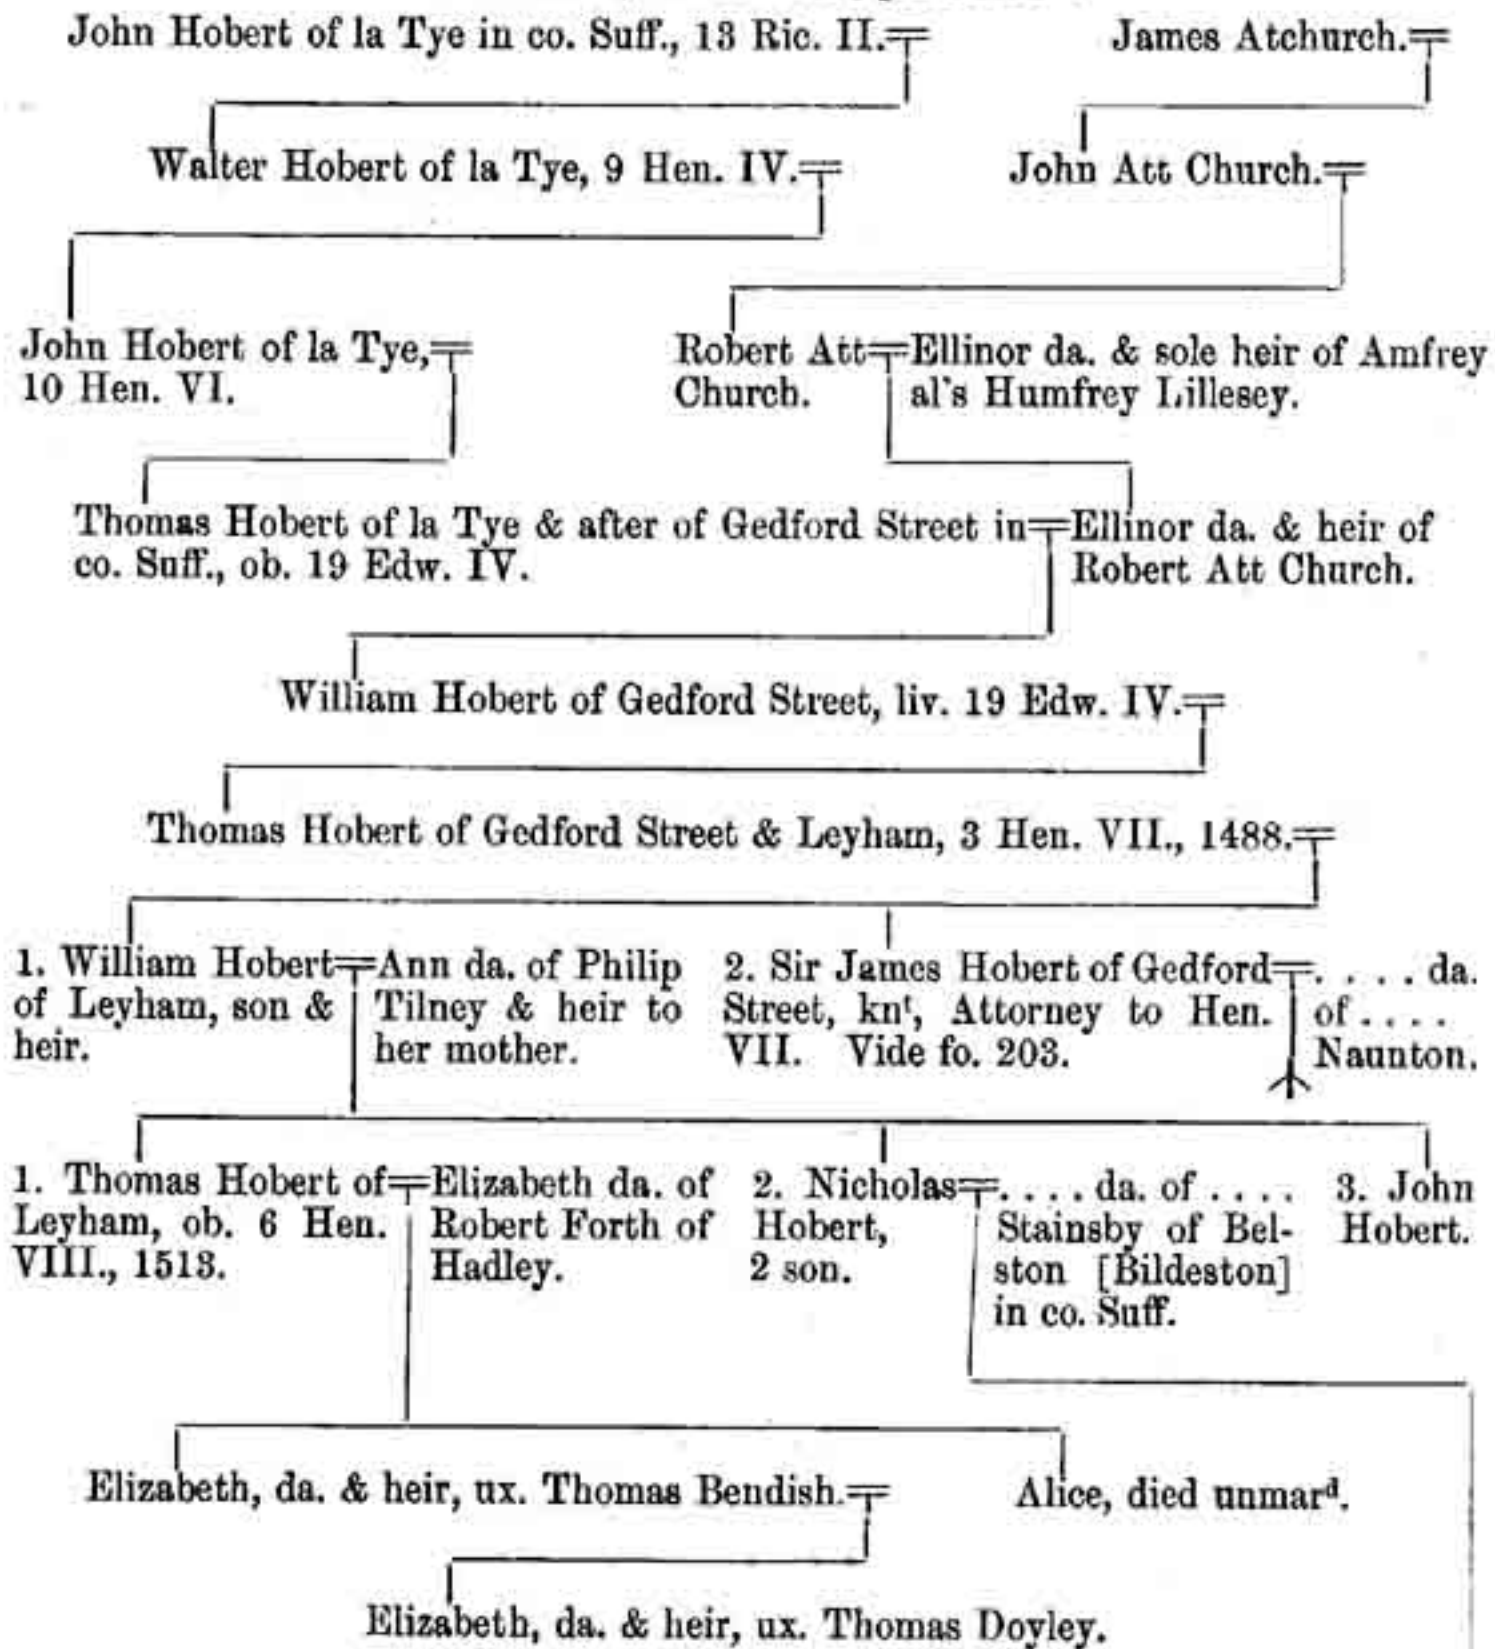 John Hobert of la Tye in co. Suff., 13 Ric. II.
James Atchurch.
Walter Hobert of la Tye, 9 Hen. IV.
John Att Church.
John Hobert of la Tye,
10 Hen. VI.
Robert Att
Church.
Ellinor da. & sole heir of Amfrey
al's Humfrey Lillesey.
Thomas Hobert of la Tye & after of Gedford Street in
co. Suff., ob. 19 Edw. IV.
Ellinor da. & heir of
Robert Att Church.
William Hobert of Gedford Street, liv. 19 Edw. IV.
Thomas Hobert of Gedford Street & Leyham, 3 Hen. VII., 1488.
1. William Hobert
of Leyham, son &
heir.
Ann da. of Philip
Tilney & heir to
her mother.
2. Sir James Hobert of Gedford
Street, knᵗ, Attorney to Hen.
VII. Vide fo. 203.
. . . . da.
of . . . .
Naunton.
1. Thomas Hobert of
Leyham, ob. 6 Hen.
VIII., 1513.
Elizabeth da. of
Robert Forth of
Hadley.
2. Nicholas
Hobert,
2 son.
. . . . da. of . . . .
Stainsby of Bel-
ston [Bildeston]
in co. Suff.
3. John
Hobert.
Elizabeth, da. & heir, ux. Thomas Bendish.
Alice, died unmarᵈ.
Elizabeth, da. & heir, ux. Thomas Doyley.